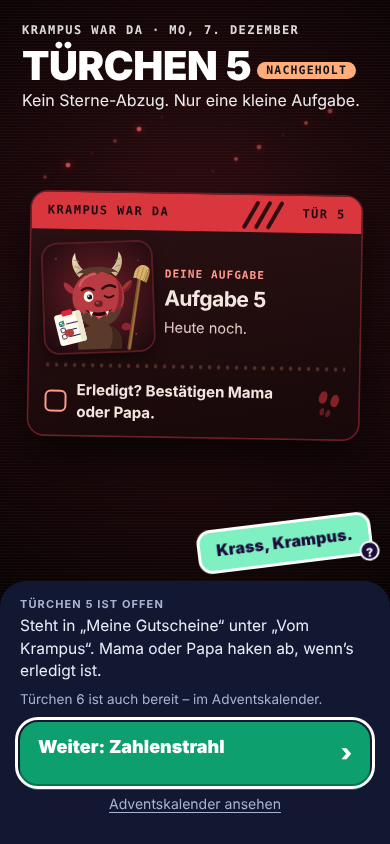 KRAMPUS WAR DA · MO, 7. DEZEMBER
TÜRCHEN 5 NACHGEHOLT
Kein Sterne-Abzug. Nur eine kleine Aufgabe.
KRAMPUS WAR DA TÜR 5
DEINE AUFGABE
Aufgabe 5
Heute noch.
Erledigt? Bestätigen Mama
oder Papa.
Krass, Krampus.
?
TÜRCHEN 5 IST OFFEN
Steht in „Meine Gutscheine“ unter „Vom
Krampus“. Mama oder Papa haken ab, wenn’s
erledigt ist.
Türchen 6 ist auch bereit – im Adventskalender.
Weiter: Zahlenstrahl ›
Adventskalender ansehen